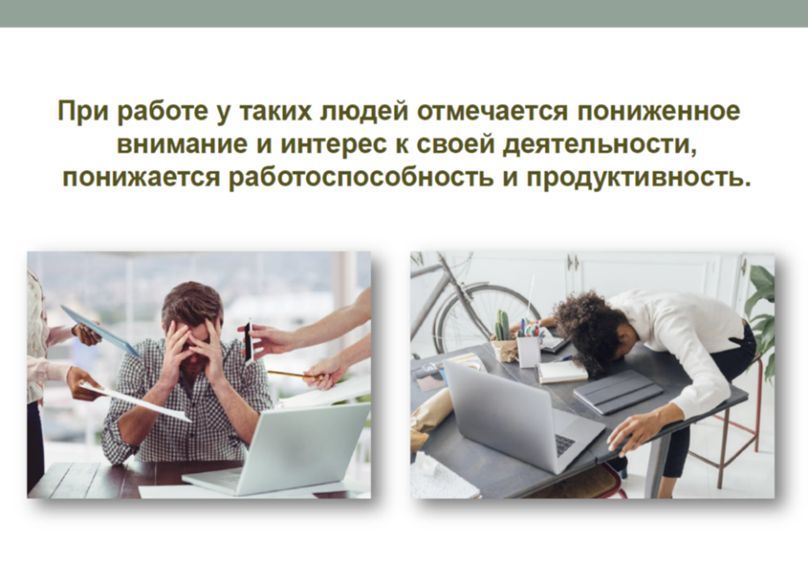 При работе у таких людей отмечается пониженное
внимание и интерес к своей деятельности,
понижается работоспособность и продуктивность.